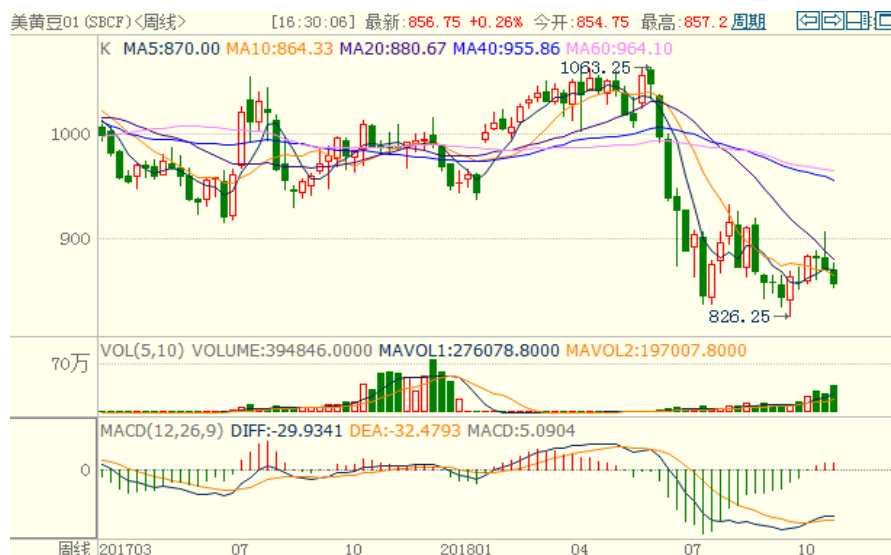 美黄豆01(SBCF)<周线> [16:30:06] 最新:856.75 +0.26% 今开:854.75 最高:857.2 周期
K MA5:870.00 MA10:864.33 MA20:880.67 MA40:955.86 MA60:964.10
1063.25
1000
900
826.25
VOL(5,10) VOLUME:394846.0000 MAVOL1:276078.8000 MAVOL2:197007.8000
70万
MACD(12,26,9) DIFF:-29.9341 DEA:-32.4793 MACD:5.0904
0
周线 201703 07 10 201801 04 07 10